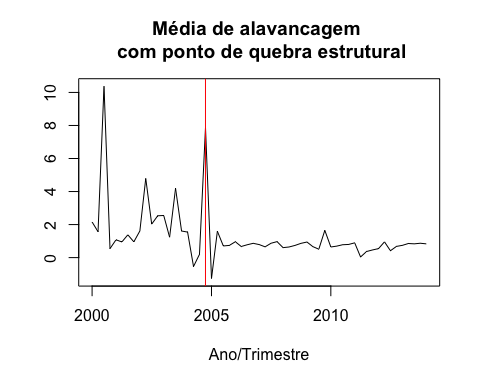 Média de alavancagem
com ponto de quebra estrutural
10
8
6
4
2
0
2000 2005 2010
Ano/Trimestre